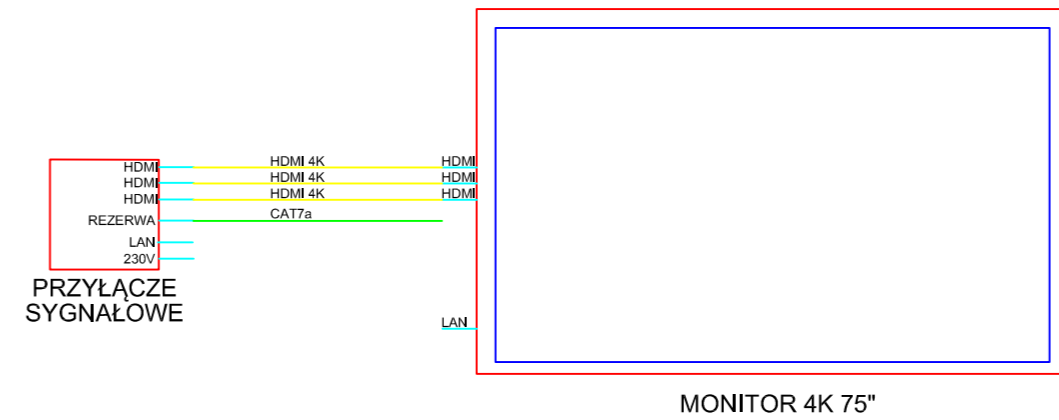 HDMI HDMI 4K HDMI
HDMI HDMI 4K HDMI
HDMI HDMI 4K HDMI
REZERWA CAT7a
LAN
230V
PRZYŁĄCZE
SYGNAŁOWE
LAN
MONITOR 4K 75"